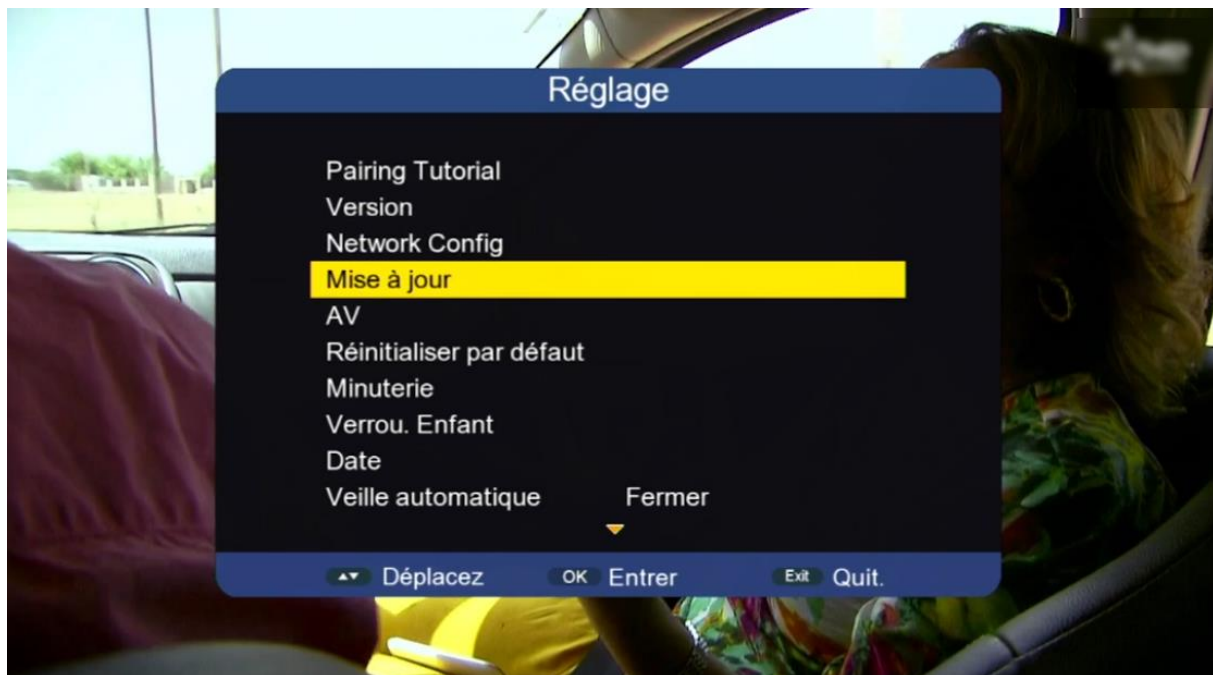 Réglage
Pairing Tutorial
Version
Network Config
Mise à jour
AV
Réinitialiser par défaut
Minuterie
Verrou. Enfant
Date
Veille automatique Fermer
Déplacez OK Entrer Exit Quit.